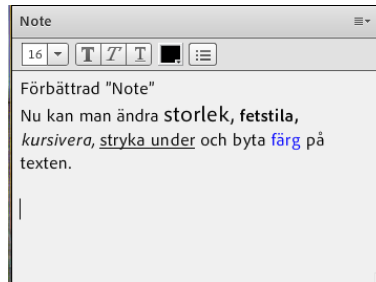 Note
16 T T T
Förbättrad "Note"
Nu kan man ändra storlek, fetstila,
kursivera, stryka under och byta färg på
texten.